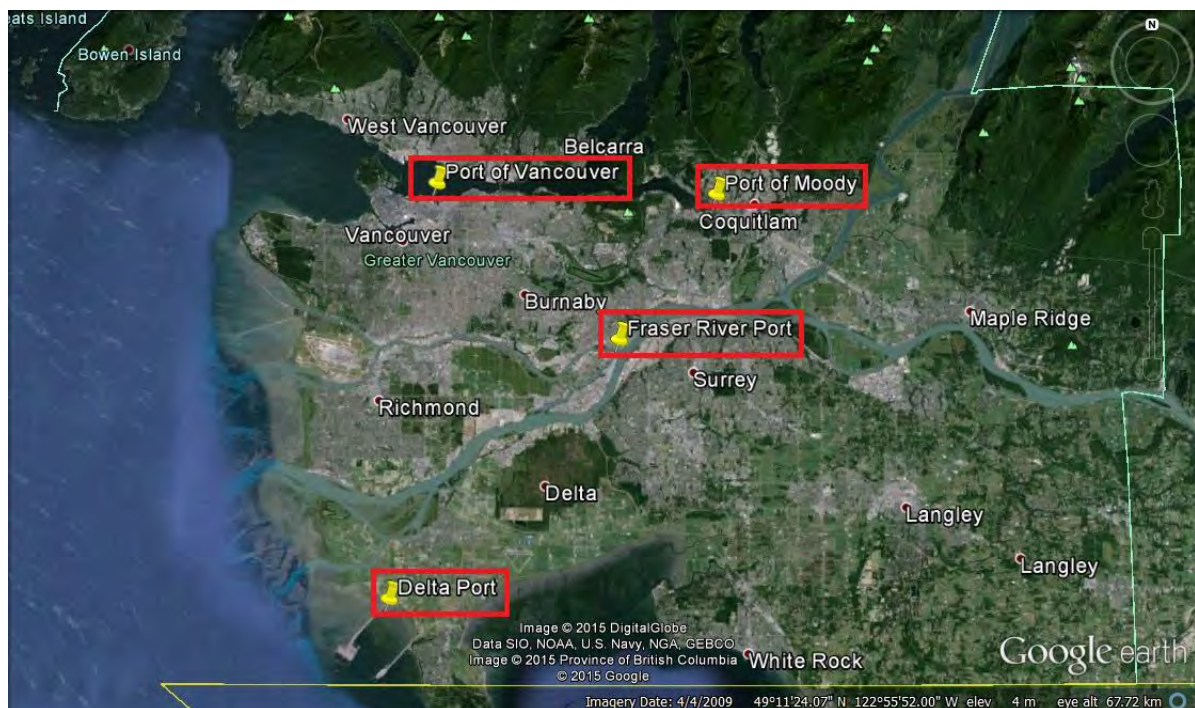 eats Island
Bowen Island
N
West Vancouver
Belcarra
Port of Vancouver
Port of Moody
Coquitlam
Vancouver
Greater Vancouver
Burnaby
Fraser River Port
Maple Ridge
Surrey
Richmond
Delta
Langley
Langley
Delta Port
Image © 2015 DigitalGlobe
Data SIO, NOAA, U.S. Navy, NGA, GEBCO
Image © 2015 Province of British Columbia
© 2015 Google
White Rock
Google earth
Imagery Date: 4/4/2009 49°11'24.07" N 122°55'52.00" W elev 4 m eye alt 67.72 km